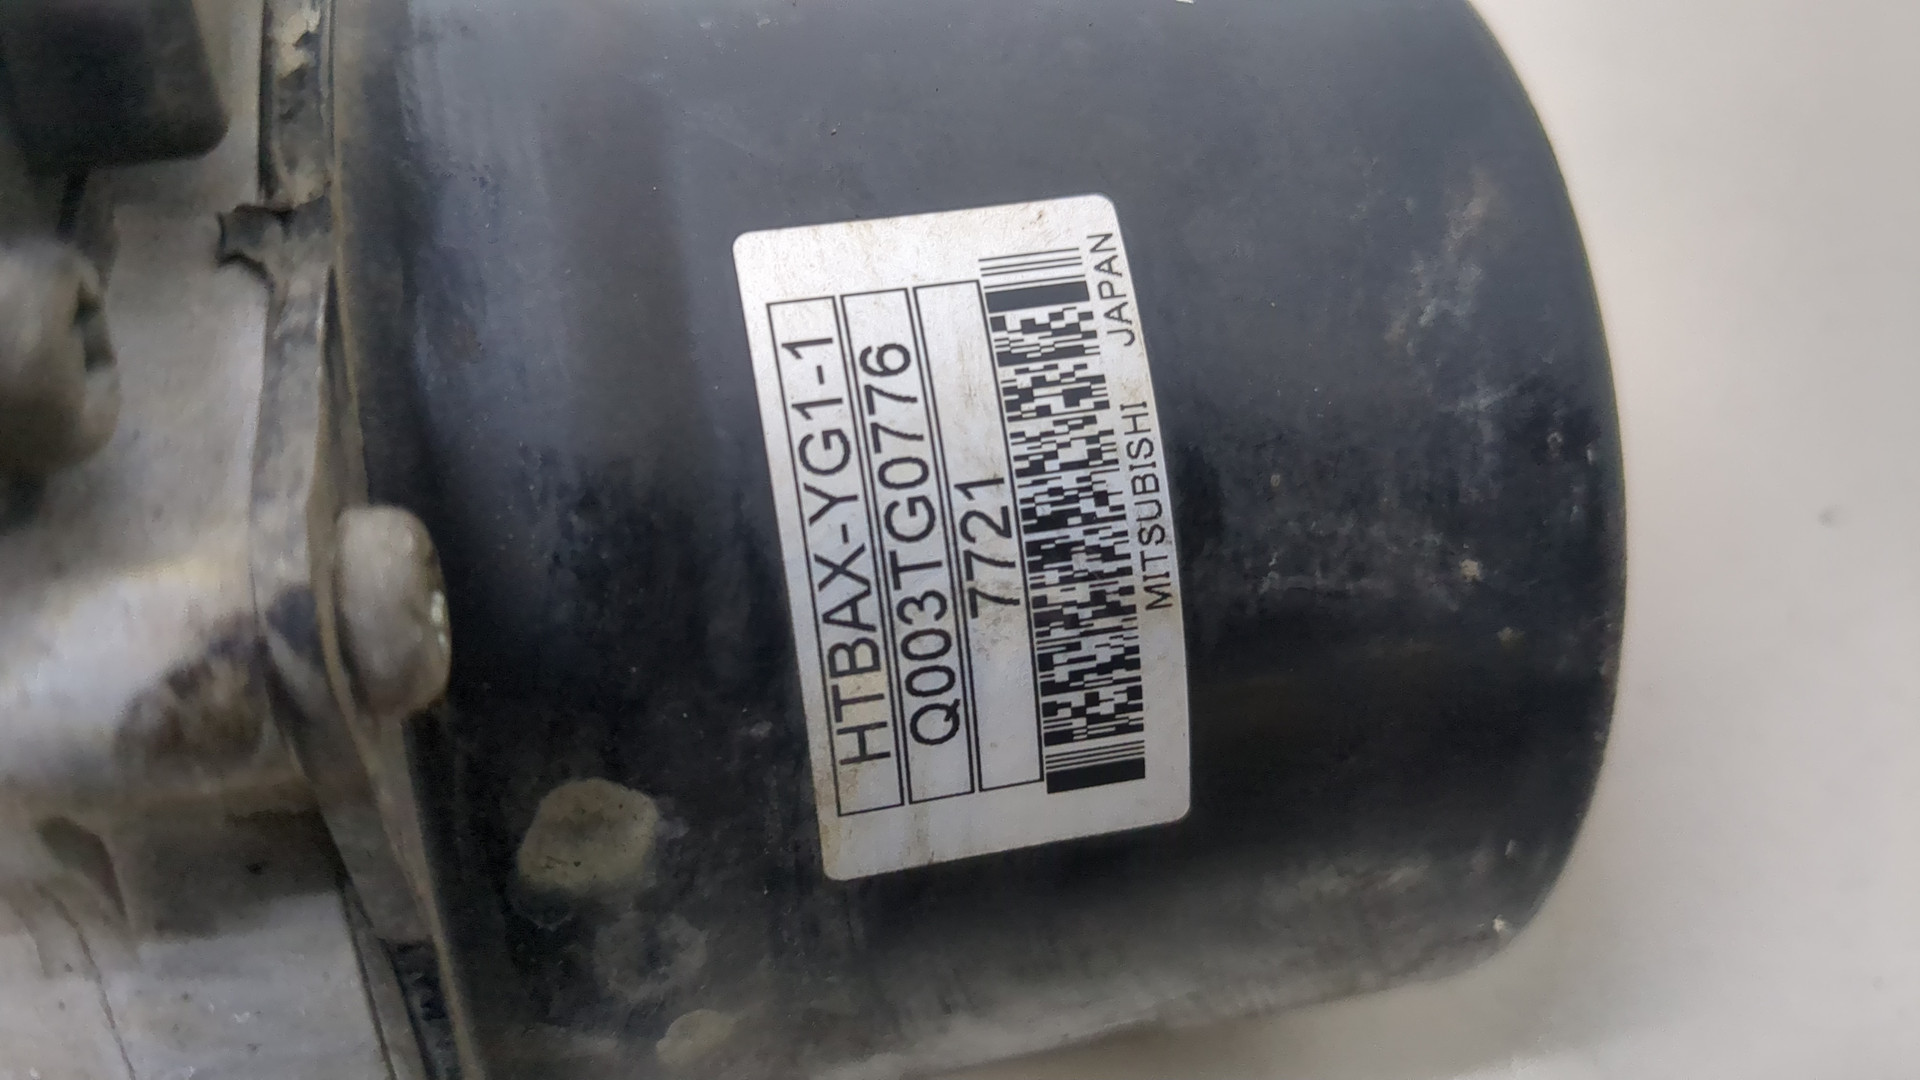 HTBAX-YG1-1
Q003TG0776
7721
MITSUBISHI JAPAN